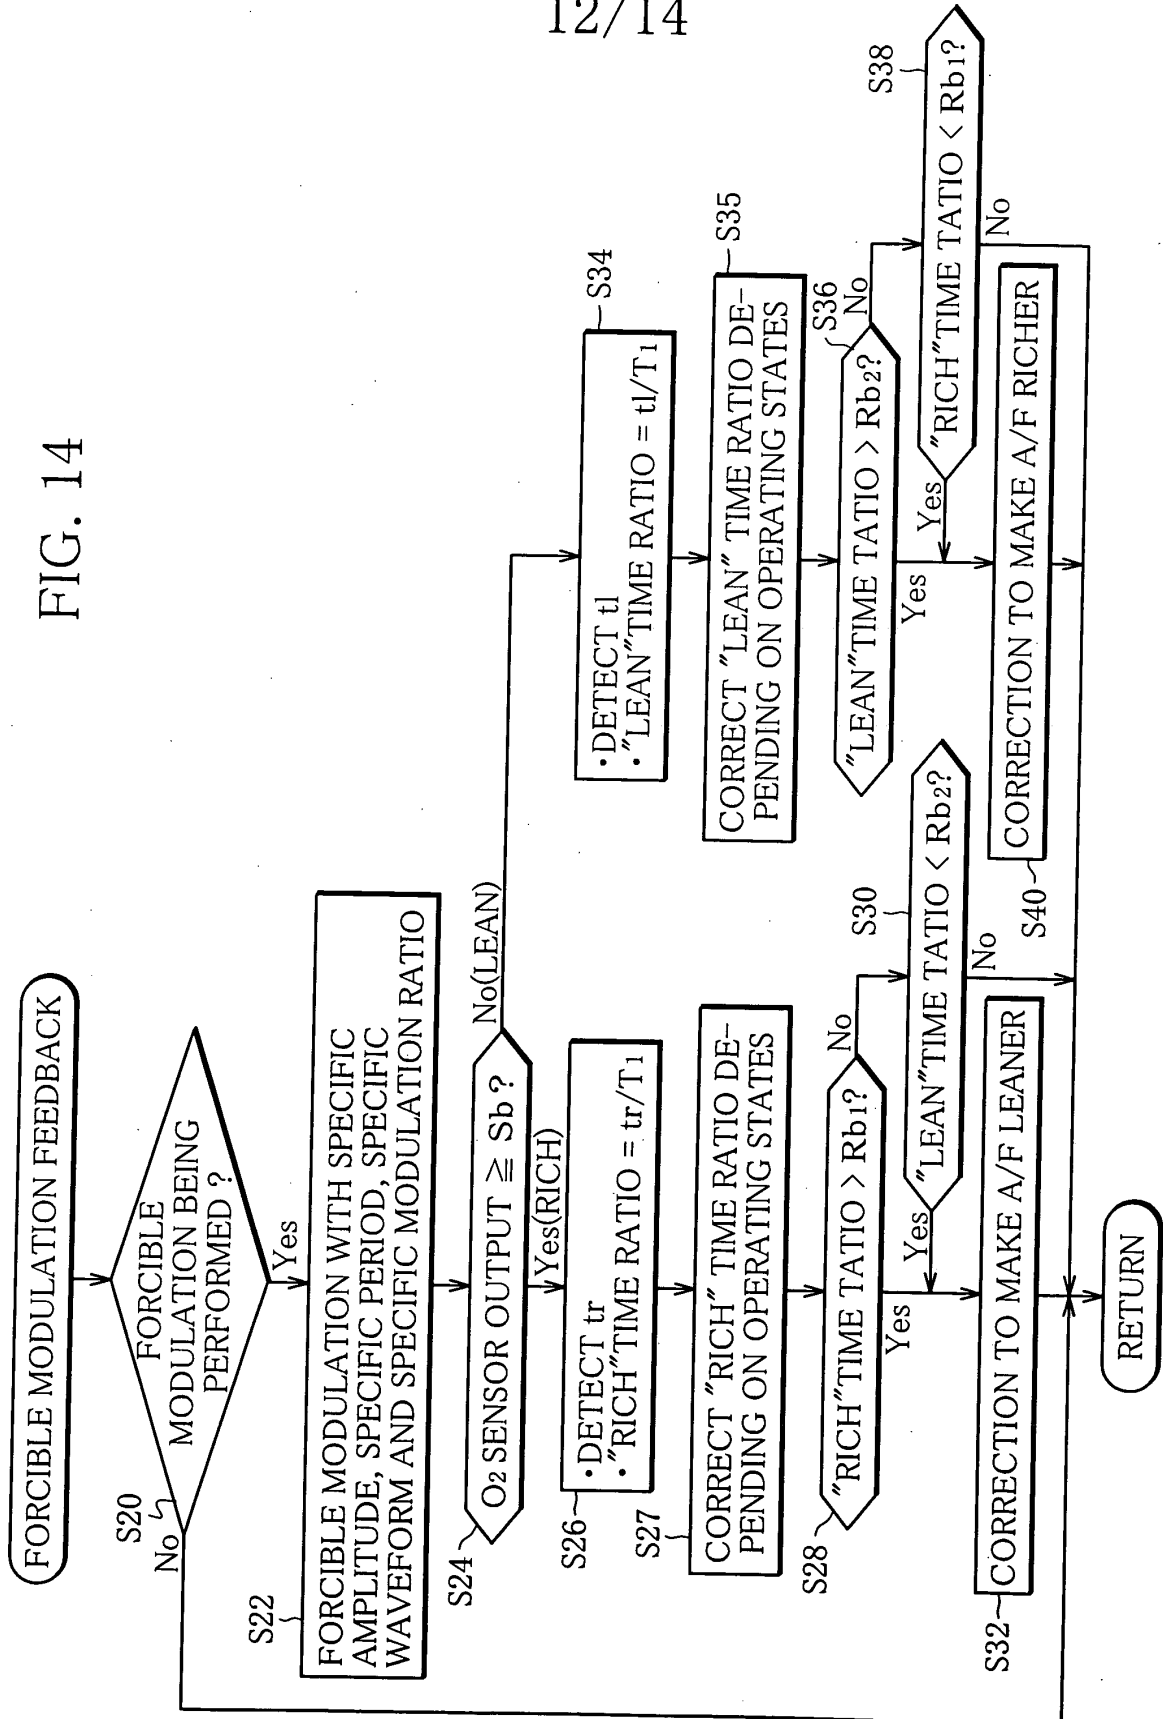 12/14
FIG. 14
FORCIBLE MODULATION FEEDBACK
S20
FORCIBLE
MODULATION BEING
PERFORMED ?
No
Yes
S22
FORCIBLE MODULATION WITH SPECIFIC
AMPLITUDE, SPECIFIC PERIOD, SPECIFIC
WAVEFORM AND SPECIFIC MODULATION RATIO
S24
O2 SENSOR OUTPUT ≧ Sb ?
No(LEAN)
Yes(RICH)
S26
・DETECT tr
・"RICH"TIME RATIO = tr/T1
S27
CORRECT "RICH" TIME RATIO DE-
PENDING ON OPERATING STATES
S28
"RICH"TIME TATIO > Rb1?
No
Yes
S30
"LEAN"TIME TATIO < Rb2?
Yes
No
S32
CORRECTION TO MAKE A/F LEANER
S34
・DETECT tl
・"LEAN"TIME RATIO = tl/T1
S35
CORRECT "LEAN" TIME RATIO DE-
PENDING ON OPERATING STATES
S36
"LEAN"TIME TATIO > Rb2?
No
Yes
S38
"RICH"TIME TATIO < Rb1?
Yes
No
S40
CORRECTION TO MAKE A/F RICHER
RETURN